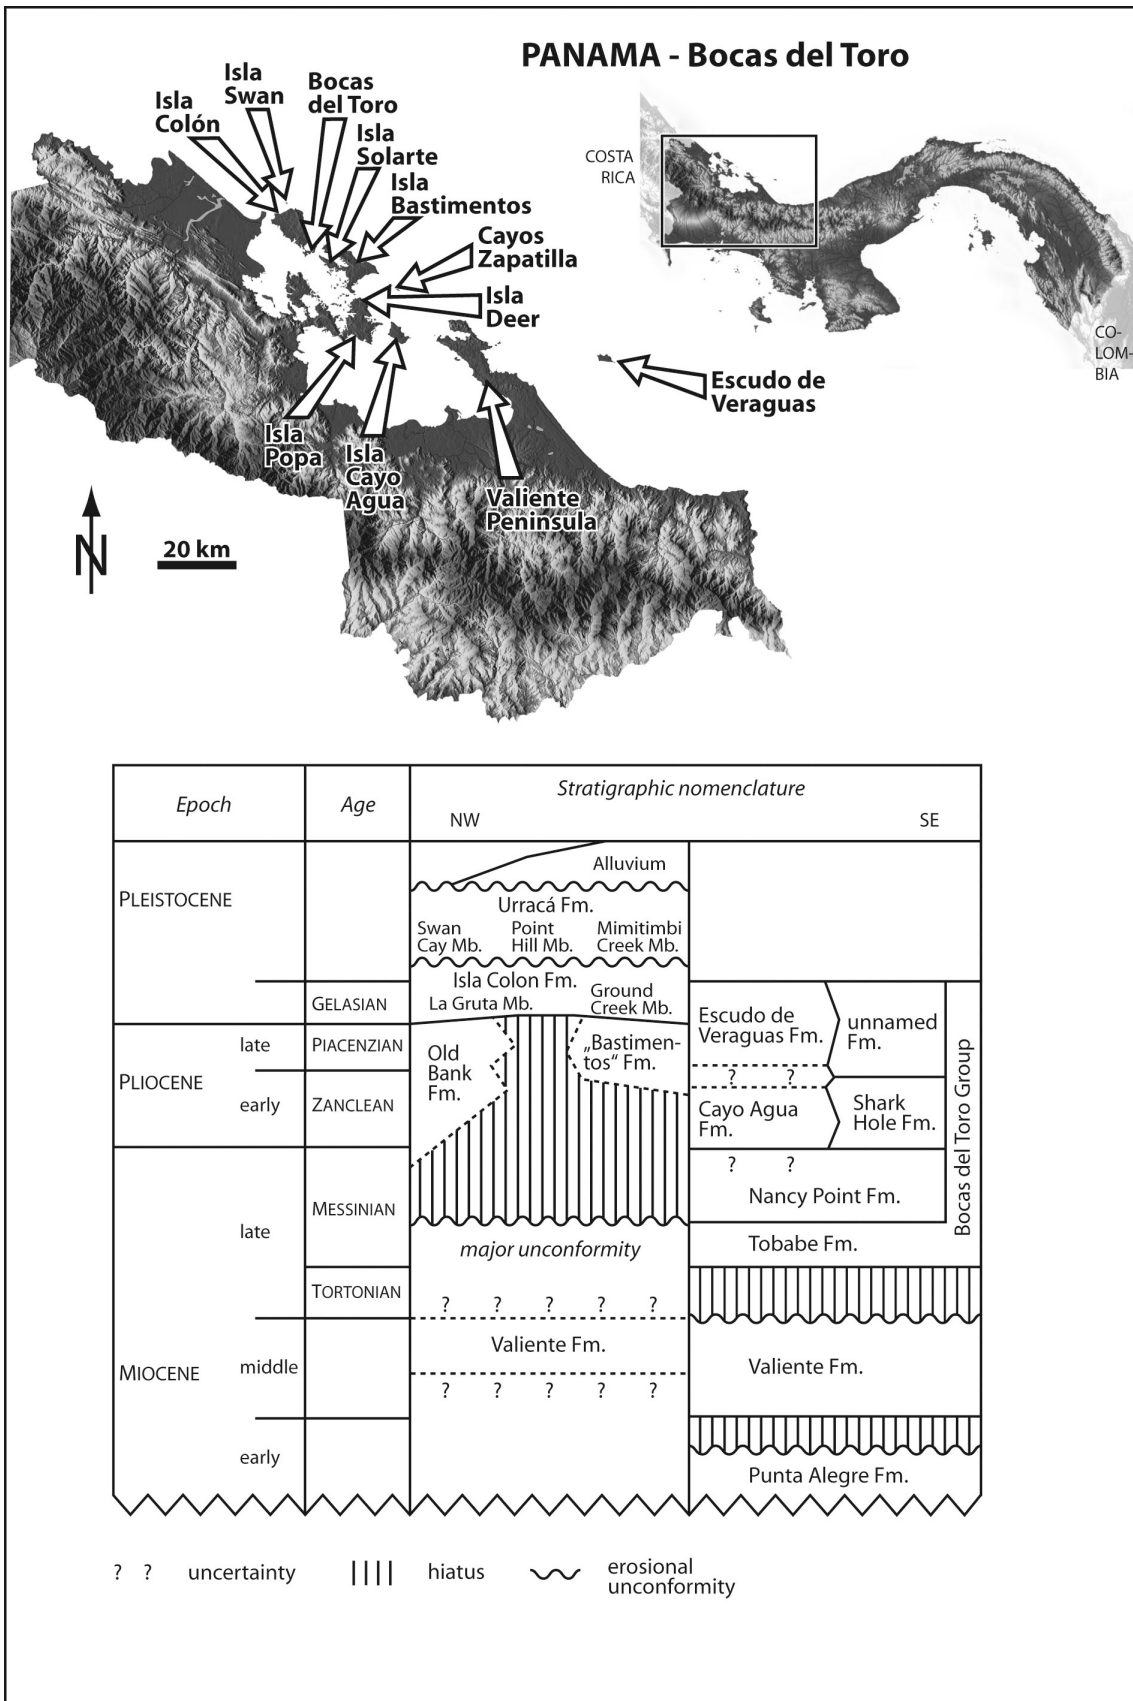 PANAMA - Bocas del Toro
Isla
Swan
Isla
Colón
Bocas
del Toro
Isla
Solarte
Isla
Bastimentos
Cayos
Zapatilla
Isla
Deer
Escudo de
Veraguas
Isla
Popa
Isla
Cayo
Agua
Valiente
Peninsula
COSTA
RICA
CO-
LOM-
BIA
N
20 km
Epoch
Age
Stratigraphic nomenclature
NW
SE
PLEISTOCENE
Alluvium
Urracá Fm.
Swan
Cay Mb.
Point
Hill Mb.
Mimitimbi
Creek Mb.
Isla Colon Fm.
GELASIAN
La Gruta Mb.
Ground
Creek Mb.
Escudo de
Veraguas Fm.
unnamed
Fm.
PLIOCENE
late
PIACENZIAN
Old
Bank
Fm.
„Bastimen-
tos“ Fm.
? ?
early
ZANCLEAN
Cayo Agua
Fm.
Shark
Hole Fm.
Bocas del Toro Group
? ?
Nancy Point Fm.
MIOCENE
late
MESSINIAN
major unconformity
Tobabe Fm.
TORTONIAN
? ? ? ? ?
middle
Valiente Fm.
Valiente Fm.
? ? ? ? ?
early
Punta Alegre Fm.
? ? uncertainty
hiatus
erosional
unconformity